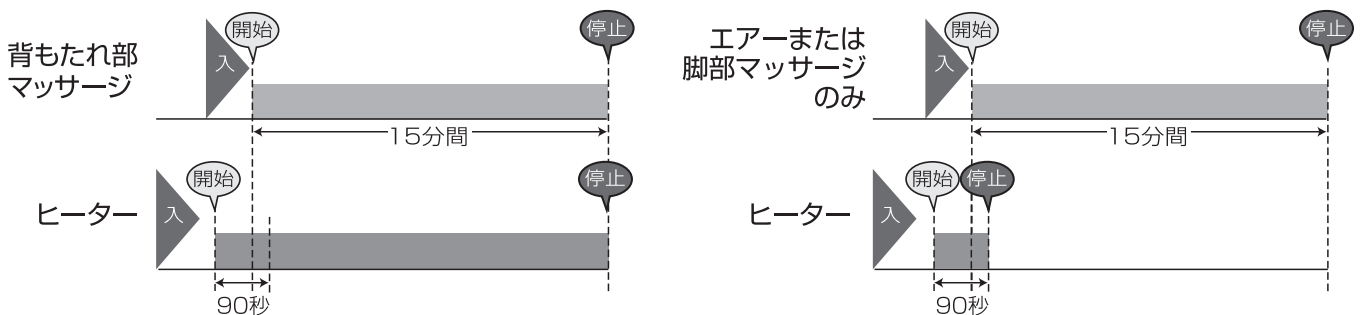 背もたれ部
マッサージ
入
開始
停止
15分間
ヒーター
入
開始
停止
90秒
エアーまたは
脚部マッサージ
のみ
入
開始
停止
15分間
ヒーター
入
開始
停止
90秒